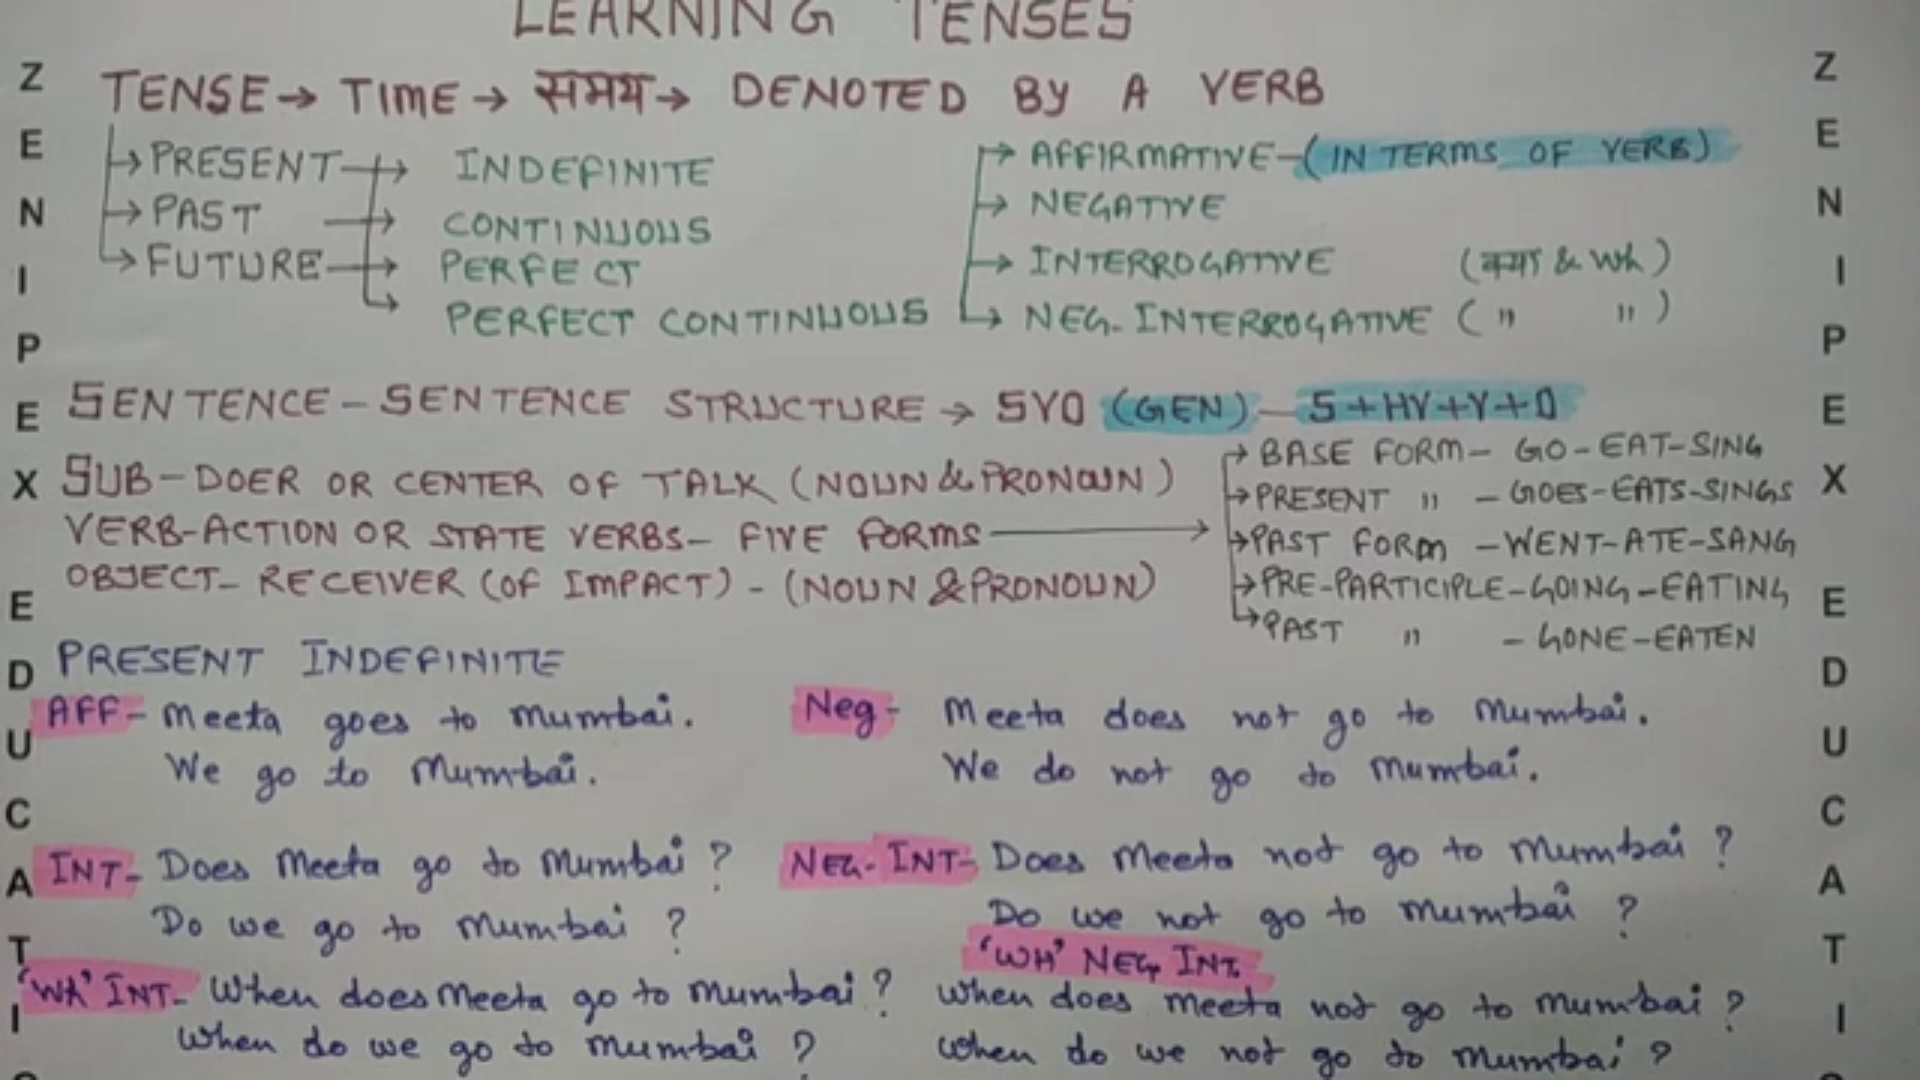 LEARNING TENSES
TENSE → TIME → समय → DENOTED BY A VERB
→ PRESENT → INDEFINITE
→ PAST → CONTINUOUS
→ FUTURE → PERFECT
→ PERFECT CONTINUOUS
→ AFFIRMATIVE - (IN TERMS OF VERB)
→ NEGATIVE
→ INTERROGATIVE (क्या & Wh)
→ NEG. INTERROGATIVE ( " " )
SENTENCE - SENTENCE STRUCTURE → SVO (GEN) - S+HV+V+O
SUB - DOER OR CENTER OF TALK (NOUN & PRONOUN)
VERB-ACTION OR STATE VERBS - FIVE FORMS →
OBJECT - RECEIVER (OF IMPACT) - (NOUN & PRONOUN)
→ BASE FORM - GO-EAT-SING
→ PRESENT " - GOES-EATS-SINGS
→ PAST FORM - WENT-ATE-SANG
→ PRE-PARTICIPLE-GOING-EATING
→ PAST " - GONE-EATEN
PRESENT INDEFINITE
AFF - Meeta goes to Mumbai.
We go to Mumbai.
Neg - Meeta does not go to Mumbai.
We do not go to Mumbai.
INT - Does Meeta go to Mumbai ?
Do we go to Mumbai ?
NEG-INT- Does Meeta not go to Mumbai ?
Do we not go to Mumbai ?
'Wh' INT- When does Meeta go to Mumbai ?
When do we go to Mumbai ?
'WH' NEG INT.
When does Meeta not go to Mumbai ?
When do we not go to Mumbai ?
ZENIPEX EDUCATI
ZENIPEX EDUCATI